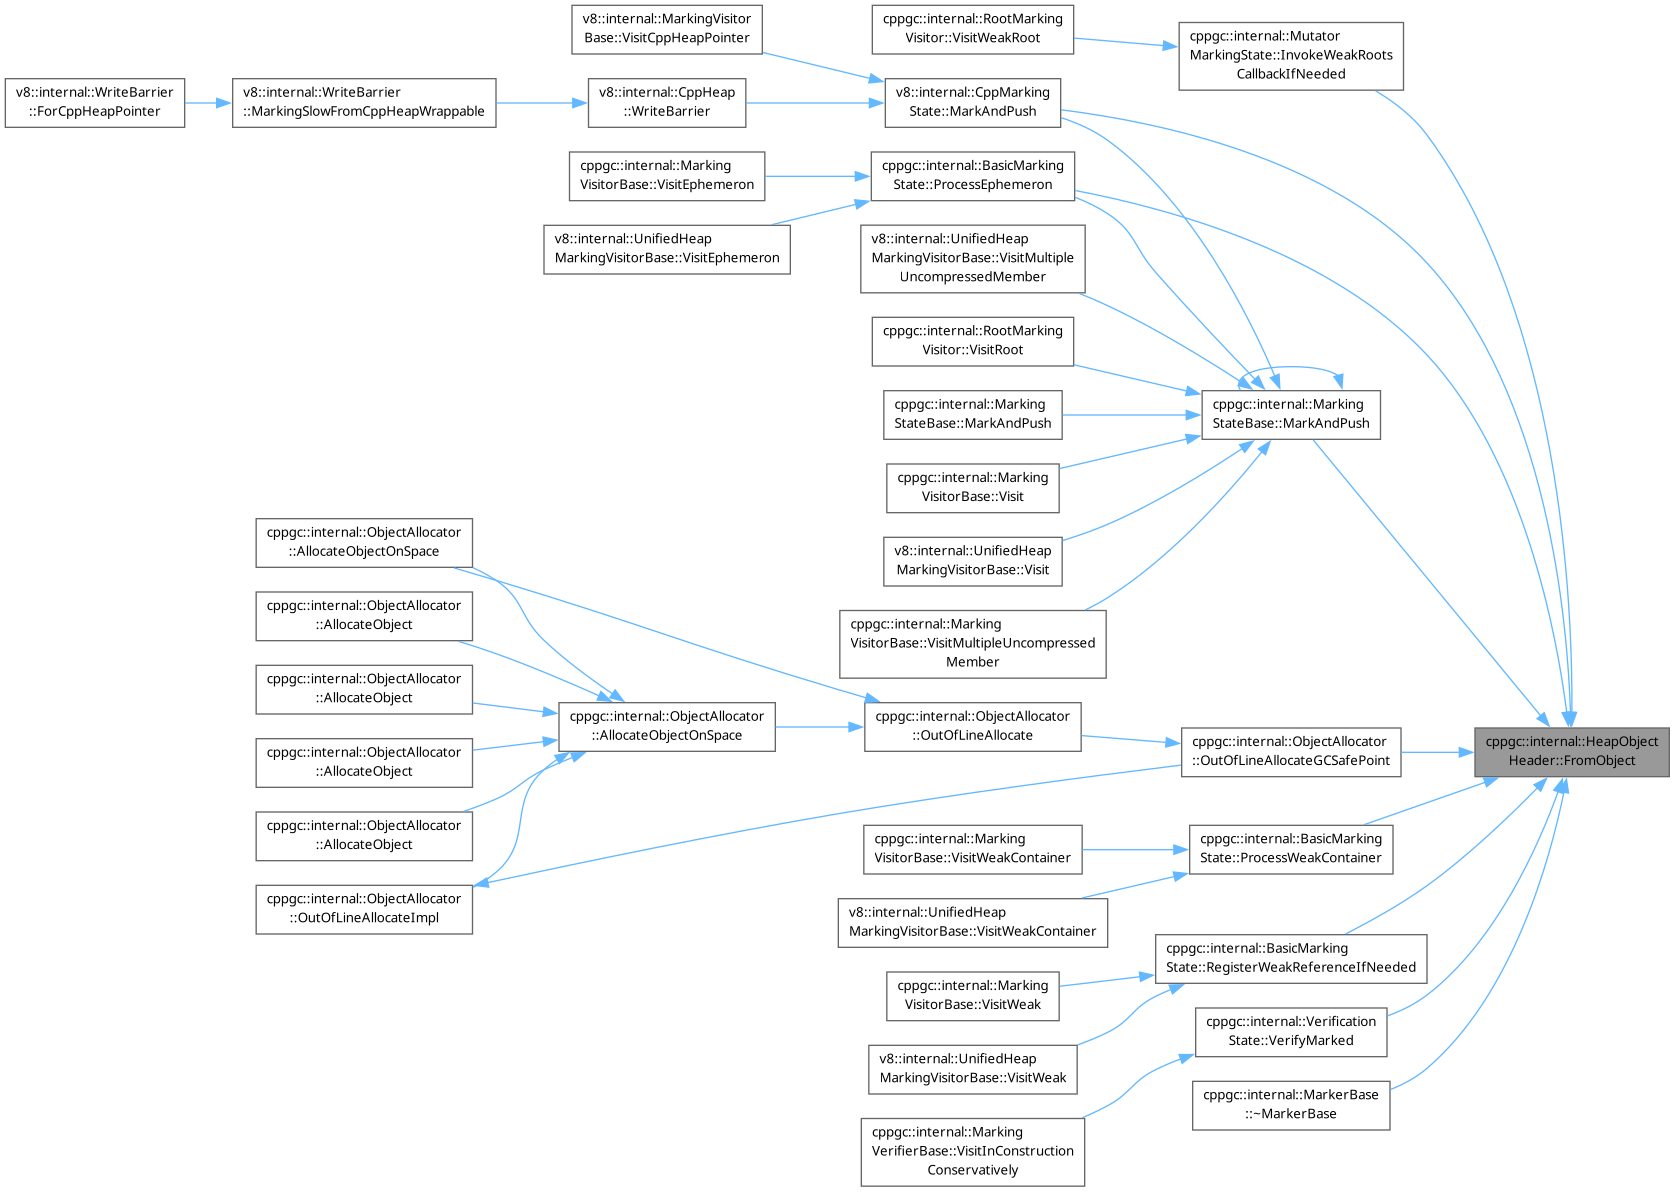 v8::internal::MarkingVisitor
Base::VisitCppHeapPointer
cppgc::internal::RootMarking
Visitor::VisitWeakRoot
cppgc::internal::Mutator
MarkingState::InvokeWeakRoots
CallbackIfNeeded
v8::internal::WriteBarrier
::ForCppHeapPointer
v8::internal::WriteBarrier
::MarkingSlowFromCppHeapWrappable
v8::internal::CppHeap
::WriteBarrier
v8::internal::CppMarking
State::MarkAndPush
cppgc::internal::Marking
VisitorBase::VisitEphemeron
cppgc::internal::BasicMarking
State::ProcessEphemeron
v8::internal::UnifiedHeap
MarkingVisitorBase::VisitEphemeron
v8::internal::UnifiedHeap
MarkingVisitorBase::VisitMultiple
UncompressedMember
cppgc::internal::RootMarking
Visitor::VisitRoot
cppgc::internal::Marking
StateBase::MarkAndPush
cppgc::internal::Marking
StateBase::MarkAndPush
cppgc::internal::Marking
VisitorBase::Visit
v8::internal::UnifiedHeap
MarkingVisitorBase::Visit
cppgc::internal::Marking
VisitorBase::VisitMultipleUncompressed
Member
cppgc::internal::ObjectAllocator
::AllocateObjectOnSpace
cppgc::internal::ObjectAllocator
::AllocateObject
cppgc::internal::ObjectAllocator
::AllocateObject
cppgc::internal::ObjectAllocator
::AllocateObject
cppgc::internal::ObjectAllocator
::AllocateObject
cppgc::internal::ObjectAllocator
::OutOfLineAllocateImpl
cppgc::internal::ObjectAllocator
::AllocateObjectOnSpace
cppgc::internal::ObjectAllocator
::OutOfLineAllocate
cppgc::internal::ObjectAllocator
::OutOfLineAllocateGCSafePoint
cppgc::internal::HeapObject
Header::FromObject
cppgc::internal::Marking
VisitorBase::VisitWeakContainer
cppgc::internal::BasicMarking
State::ProcessWeakContainer
v8::internal::UnifiedHeap
MarkingVisitorBase::VisitWeakContainer
cppgc::internal::BasicMarking
State::RegisterWeakReferenceIfNeeded
cppgc::internal::Marking
VisitorBase::VisitWeak
cppgc::internal::Verification
State::VerifyMarked
v8::internal::UnifiedHeap
MarkingVisitorBase::VisitWeak
cppgc::internal::MarkerBase
::~MarkerBase
cppgc::internal::Marking
VerifierBase::VisitInConstruction
Conservatively